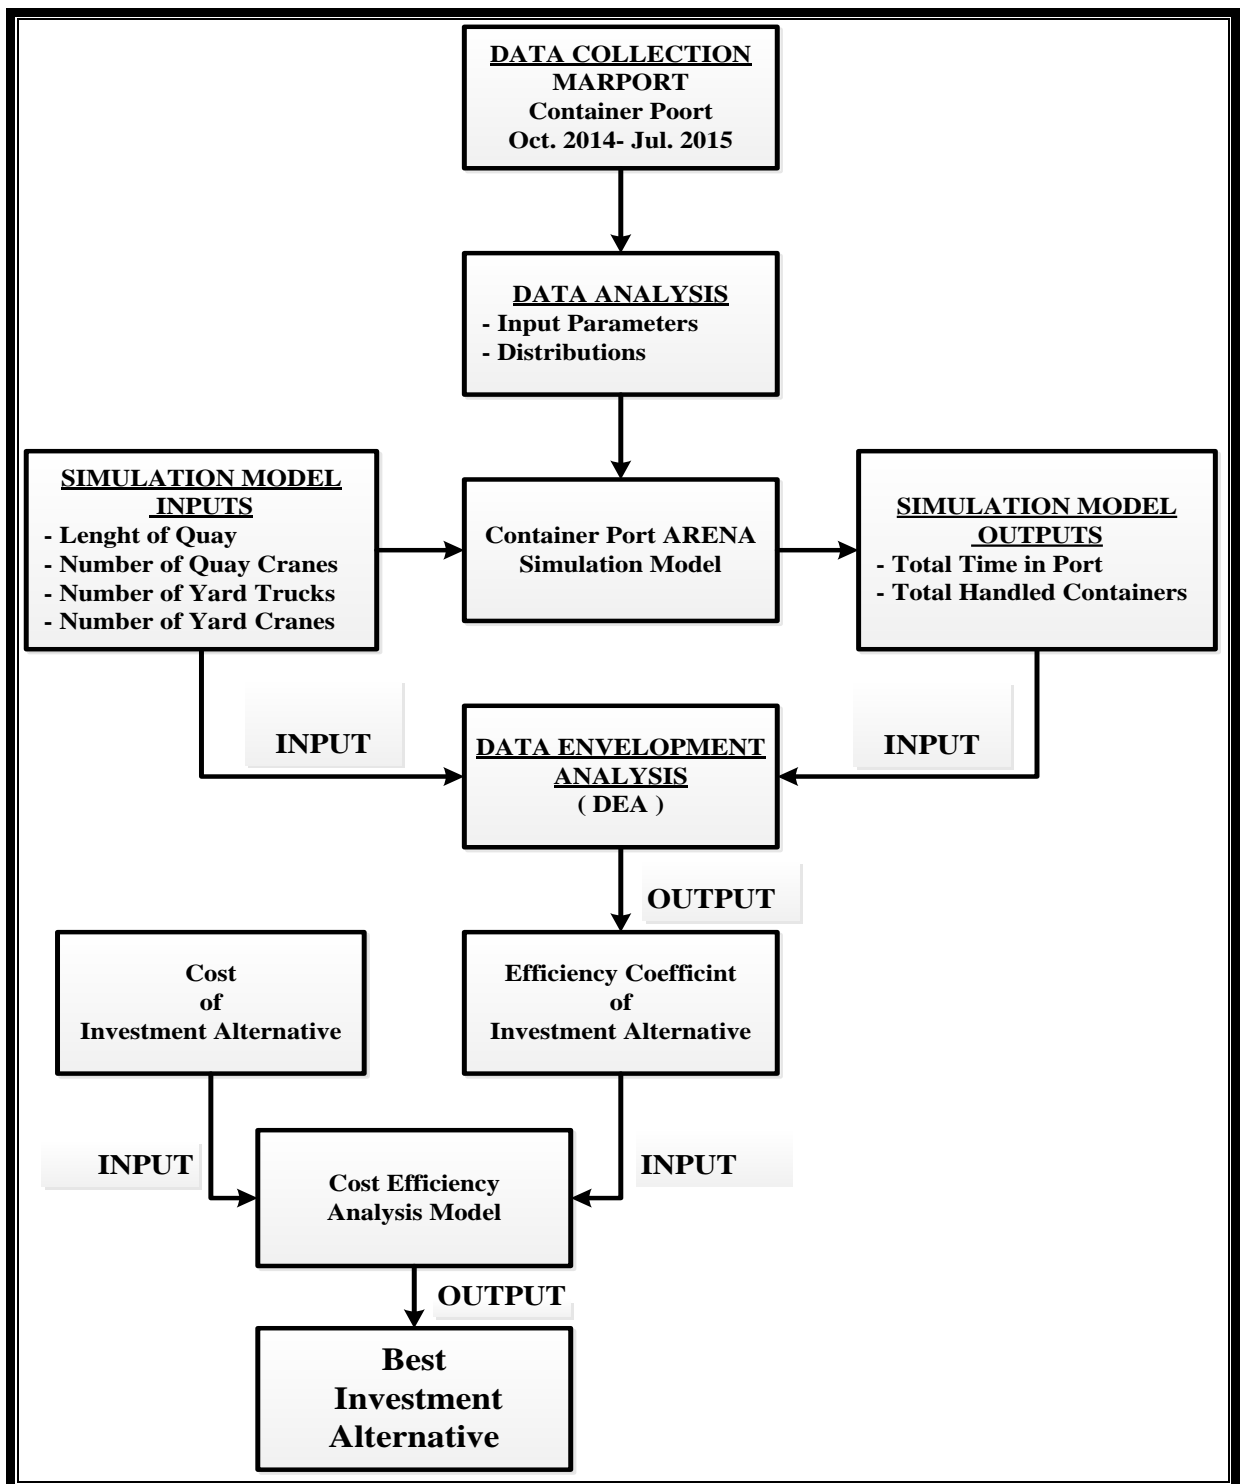 DATA COLLECTION
MARPORT
Container Poort
Oct. 2014- Jul. 2015
DATA ANALYSIS
- Input Parameters
- Distributions
SIMULATION MODEL
INPUTS
- Lenght of Quay
- Number of Quay Cranes
- Number of Yard Trucks
- Number of Yard Cranes
Container Port ARENA
Simulation Model
SIMULATION MODEL
OUTPUTS
- Total Time in Port
- Total Handled Containers
INPUT
DATA ENVELOPMENT
ANALYSIS
( DEA )
INPUT
OUTPUT
Cost
of
Investment Alternative
Efficiency Coefficint
of
Investment Alternative
INPUT
Cost Efficiency
Analysis Model
INPUT
OUTPUT
Best
Investment
Alternative